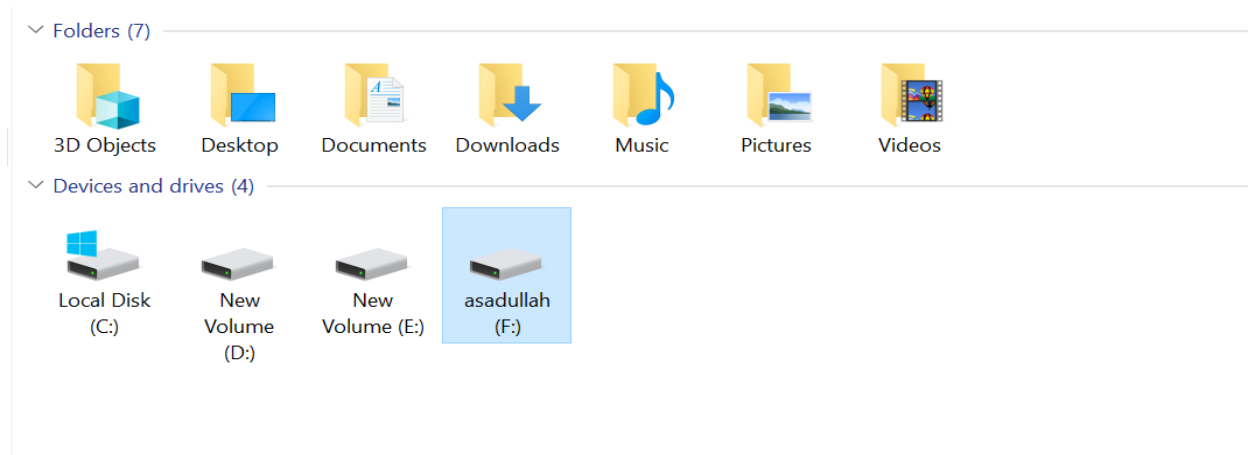 Folders (7)
3D Objects
Desktop
Documents
Downloads
Music
Pictures
Videos
Devices and drives (4)
Local Disk
(C:)
New
Volume
(D:)
New
Volume (E:)
asadullah
(F:)